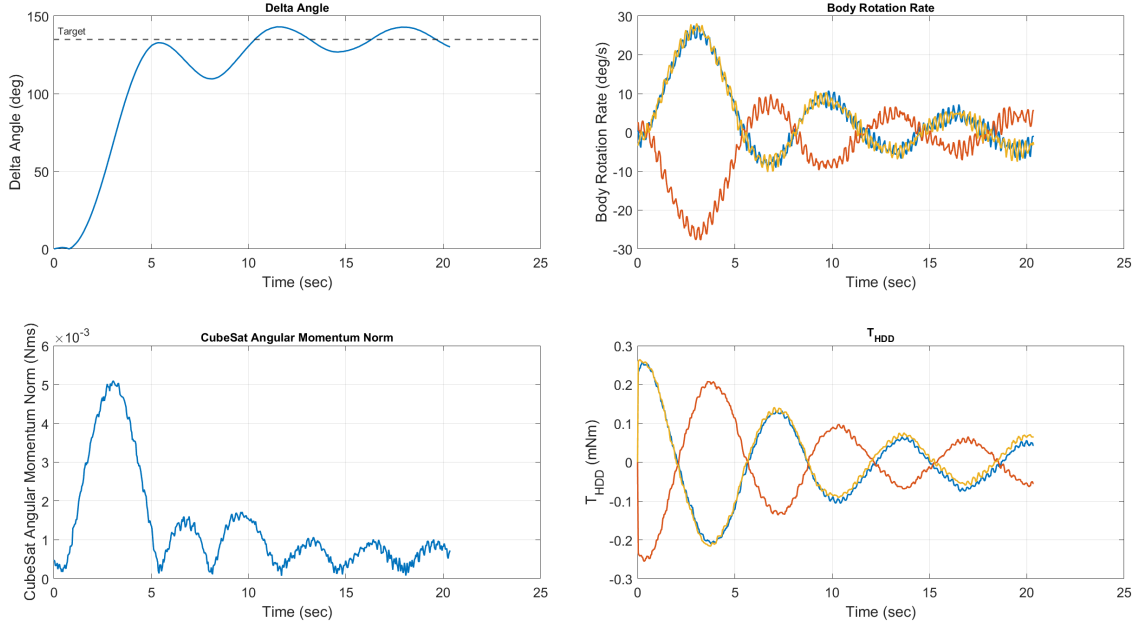 Delta Angle
150
100
50
0
Target
Delta Angle (deg)
0 5 10 15 20 25
Time (sec)
Body Rotation Rate
30
20
10
0
-10
-20
-30
Body Rotation Rate (deg/s)
0 5 10 15 20 25
Time (sec)
CubeSat Angular Momentum Norm
×10⁻³
6
5
4
3
2
1
0
CubeSat Angular Momentum Norm (Nms)
0 5 10 15 20 25
Time (sec)
T_HDD
0.3
0.2
0.1
0
-0.1
-0.2
-0.3
T_HDD (mNm)
0 5 10 15 20 25
Time (sec)